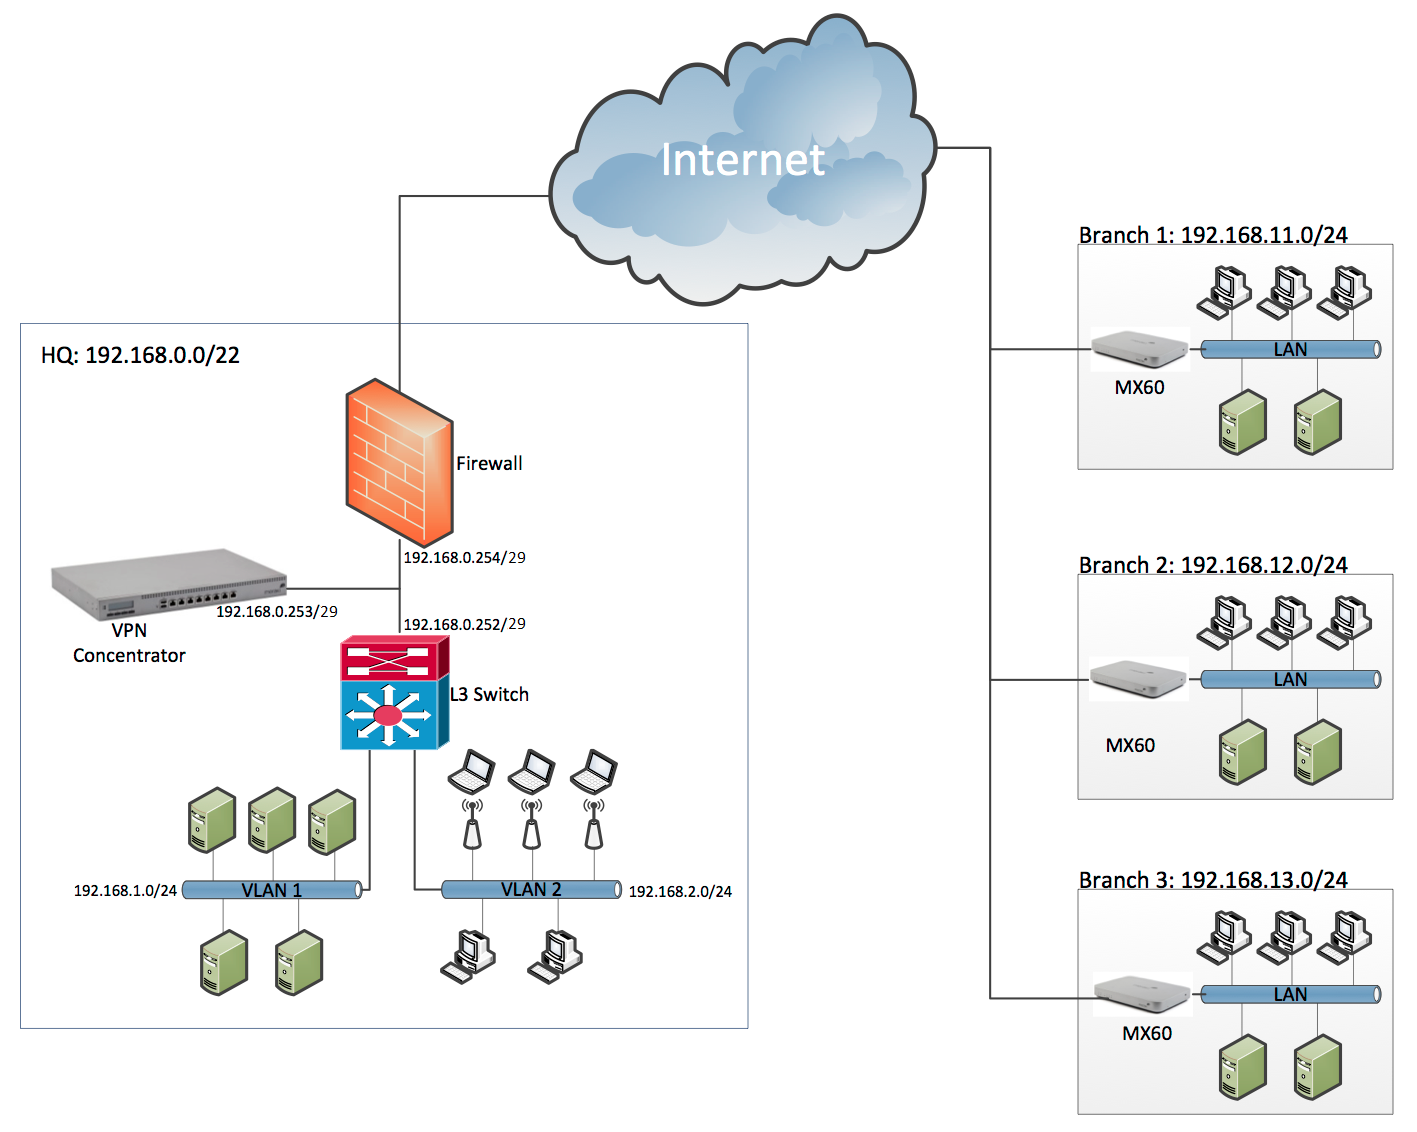 Internet
HQ: 192.168.0.0/22
Firewall
192.168.0.254/29
192.168.0.253/29
VPN
Concentrator
192.168.0.252/29
L3 Switch
192.168.1.0/24
VLAN 1
VLAN 2
192.168.2.0/24
Branch 1: 192.168.11.0/24
LAN
MX60
Branch 2: 192.168.12.0/24
LAN
MX60
Branch 3: 192.168.13.0/24
LAN
MX60